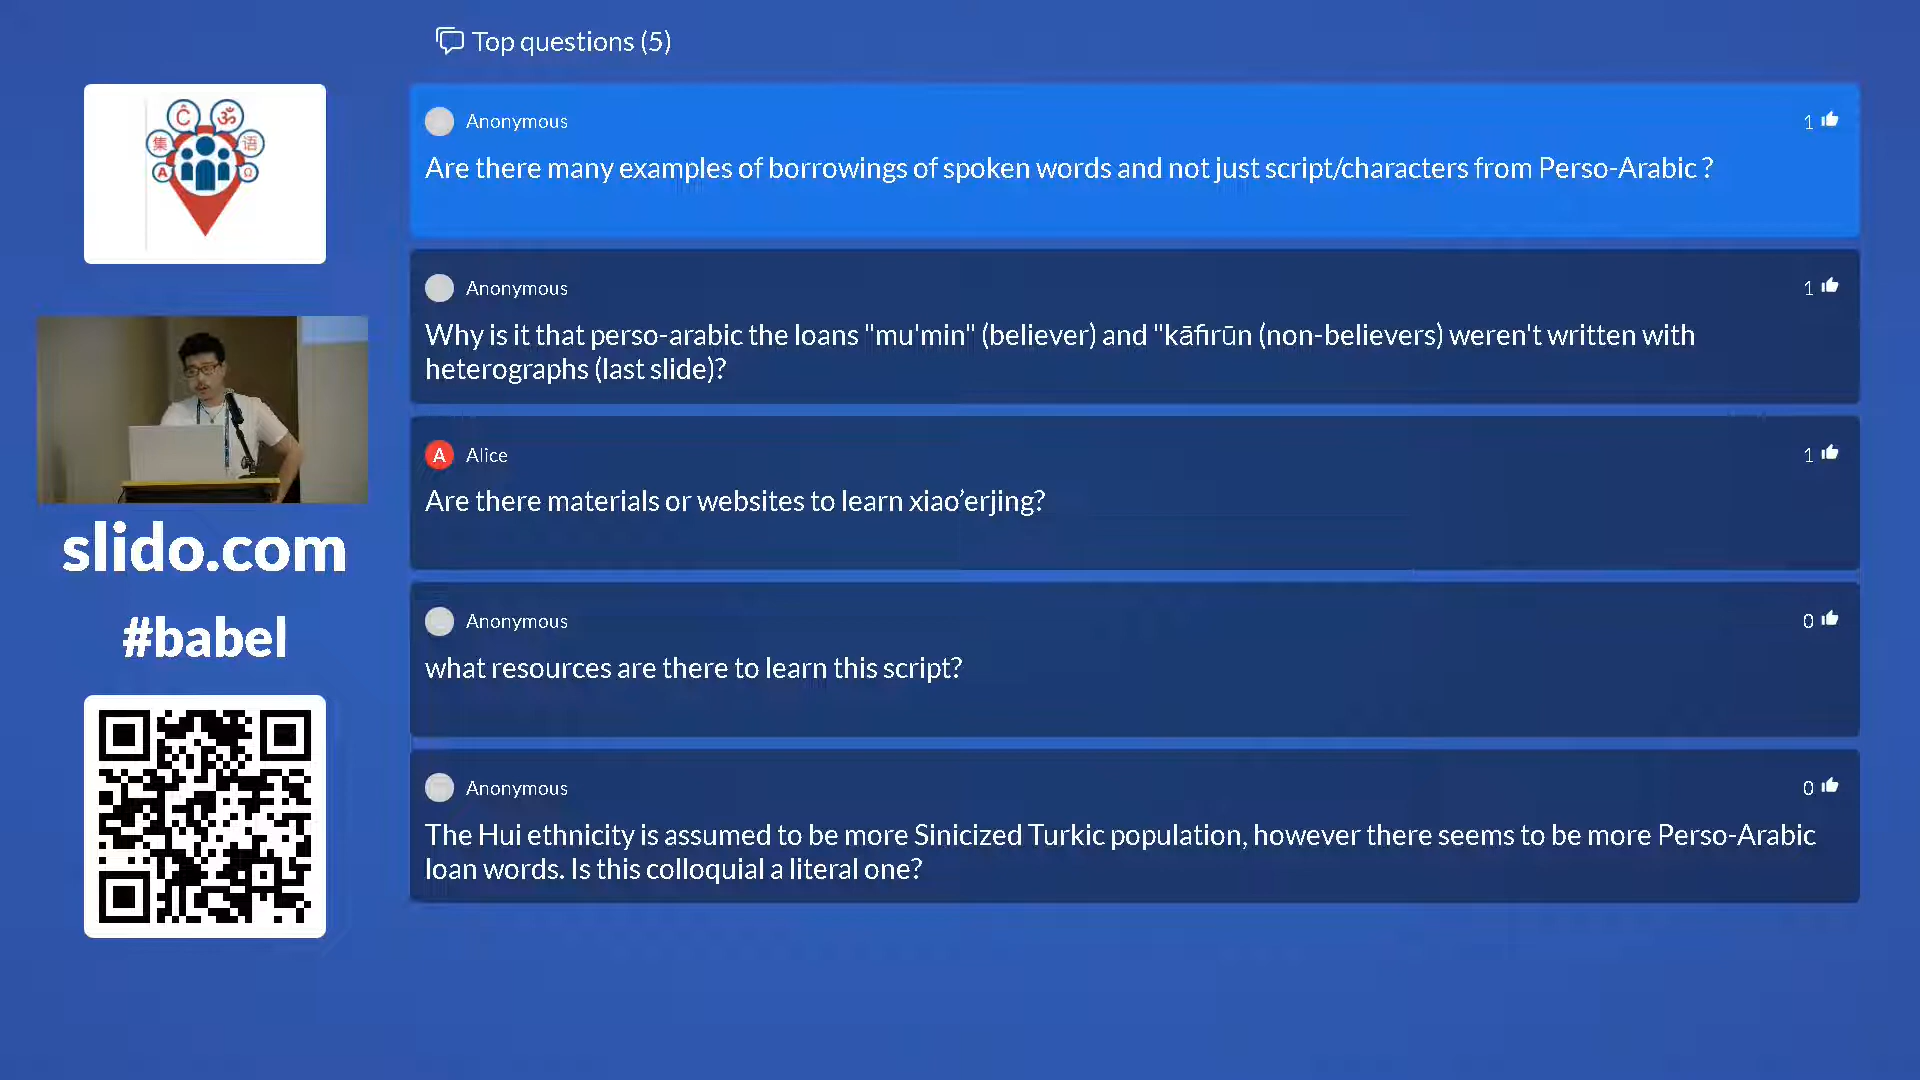 Top questions (5)
Anonymous
1
Are there many examples of borrowings of spoken words and not just script/characters from Perso-Arabic ?
Anonymous
1
Why is it that perso-arabic the loans "mu'min" (believer) and "kāfirūn (non-believers) weren't written with
heterographs (last slide)?
A
Alice
1
Are there materials or websites to learn xiao’erjing?
Anonymous
0
what resources are there to learn this script?
Anonymous
0
The Hui ethnicity is assumed to be more Sinicized Turkic population, however there seems to be more Perso-Arabic
loan words. Is this colloquial a literal one?
Ĉ
ॐ
集
语
A
Ω
slido.com
#babel